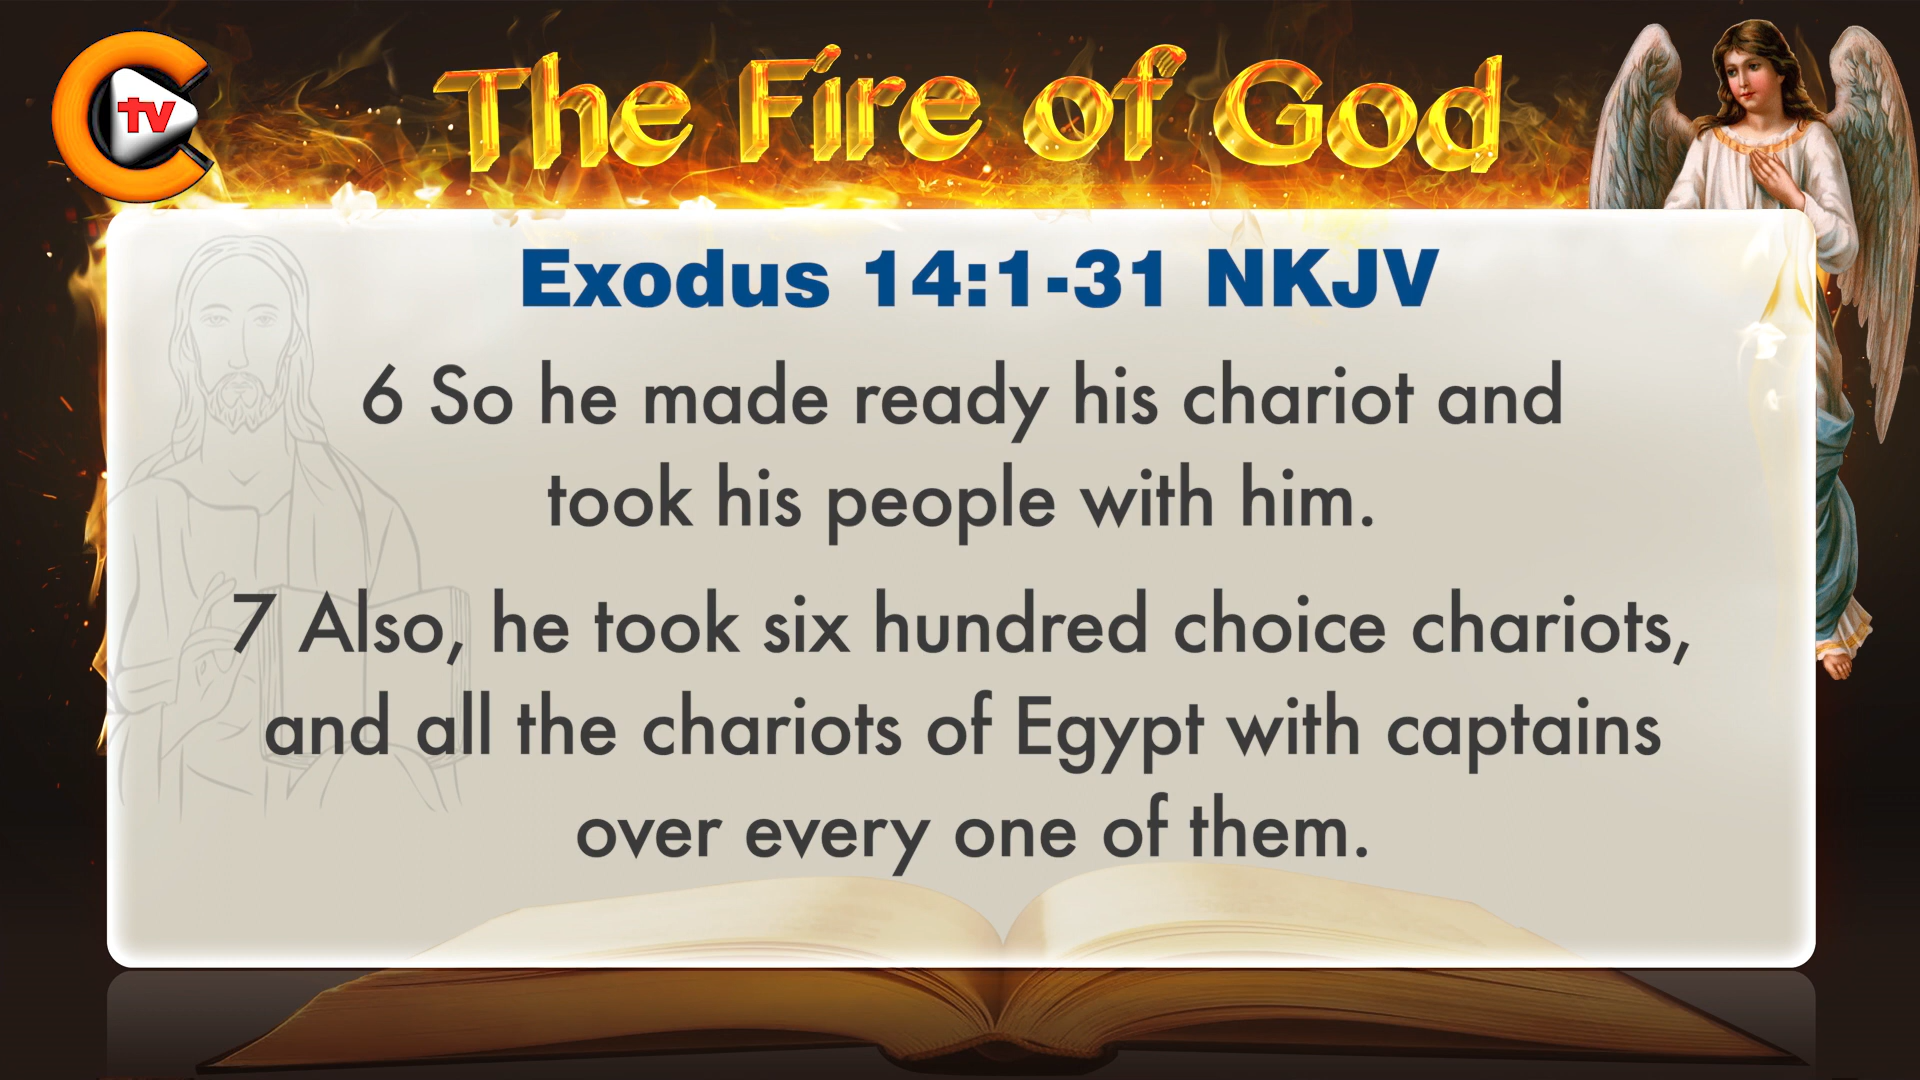 tv
The Fire of God
Exodus 14:1-31 NKJV
6 So he made ready his chariot and
took his people with him.
7 Also, he took six hundred choice chariots,
and all the chariots of Egypt with captains
over every one of them.